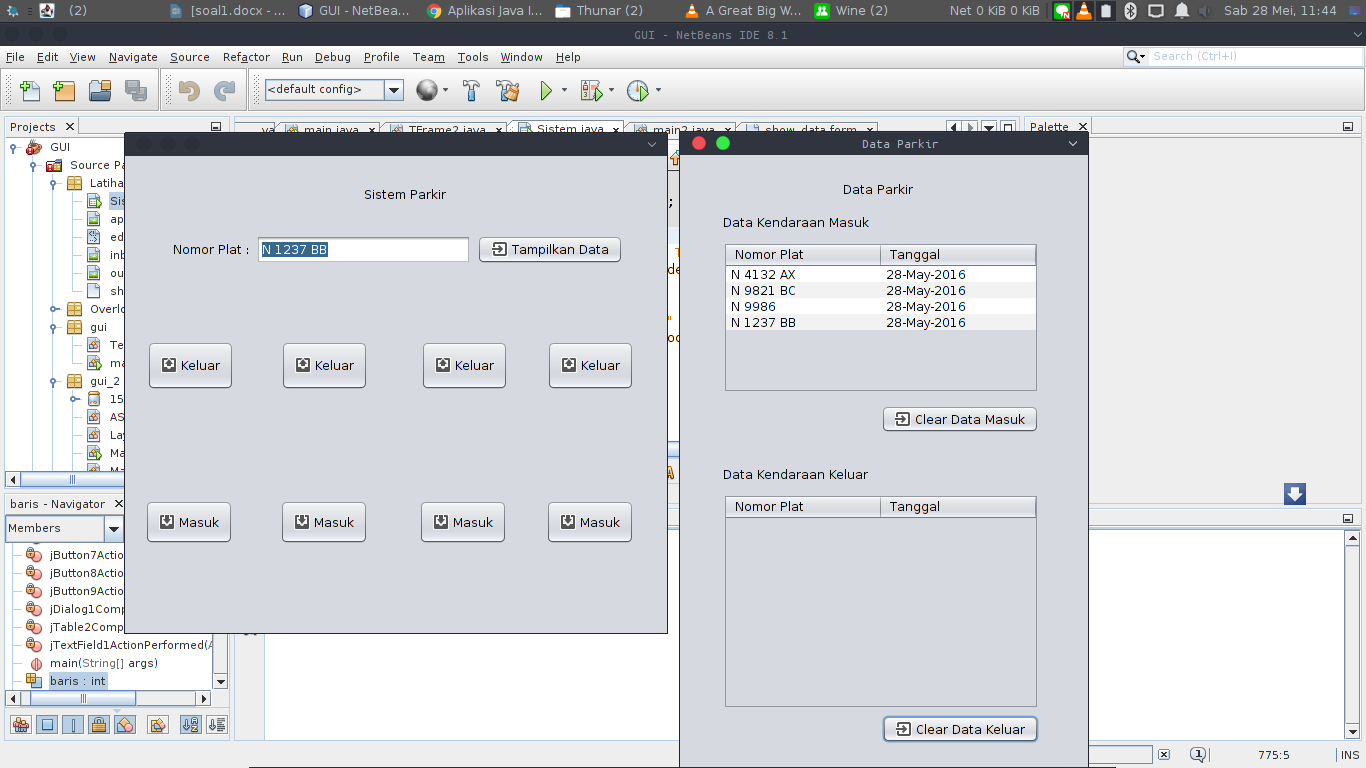 (2)
[soal1.docx - ...
GUI - NetBean...
Aplikasi Java I...
Thunar (2)
A Great Big W...
Wine (2)
Net 0 KiB 0 KiB
Sab 28 Mei, 11:44
GUI - NetBeans IDE 8.1
File Edit View Navigate Source Refactor Run Debug Profile Team Tools Window Help
Search (Ctrl+I)
<default config>
Projects
main.java
TFrame2.java
Sistem.java
main2.java
show_data.form
Palette
GUI
Source Pa
Latiha
Sis
ap
ed
inb
ou
sh
Overlo
gui
Te
ma
gui_2
15
AS
Lay
Ma
baris - Navigator
Members
jButton7Actio
jButton8Actio
jButton9Actio
jDialog1Comp
jTable2Comp
jTextField1ActionPerformed(A
main(String[] args)
baris : int
Sistem Parkir
Nomor Plat :
N 1237 BB
Tampilkan Data
Keluar Keluar Keluar Keluar
Masuk Masuk Masuk Masuk
Data Parkir
Data Parkir
Data Kendaraan Masuk
Nomor Plat Tanggal
N 4132 AX 28-May-2016
N 9821 BC 28-May-2016
N 9986 28-May-2016
N 1237 BB 28-May-2016
Clear Data Masuk
Data Kendaraan Keluar
Nomor Plat Tanggal
Clear Data Keluar
1
775:5
INS